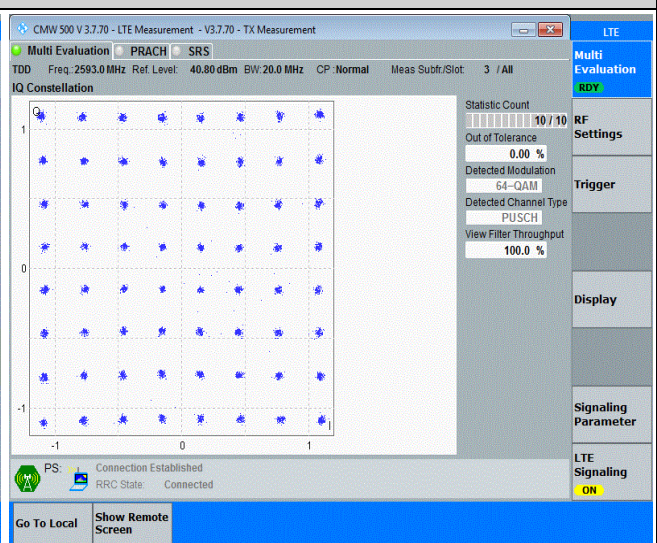 CMW 500 V 3.7.70 - LTE Measurement - V3.7.70 - TX Measurement
LTE
Multi Evaluation PRACH SRS
TDD Freq.: 2593.0 MHz Ref. Level: 40.80 dBm BW: 20.0 MHz CP : Normal Meas Subfr./Slot: 3 / All
IQ Constellation
Q
1
0
-1
-1 0 1
I
Statistic Count
10 / 10
Out of Tolerance
0.00 %
Detected Modulation
64-QAM
Detected Channel Type
PUSCH
View Filter Throughput
100.0 %
Multi
Evaluation
RDY
RF
Settings
Trigger
Display
Signaling
Parameter
LTE
Signaling
ON
PS: Connection Established
RRC State: Connected
Go To Local
Show Remote
Screen